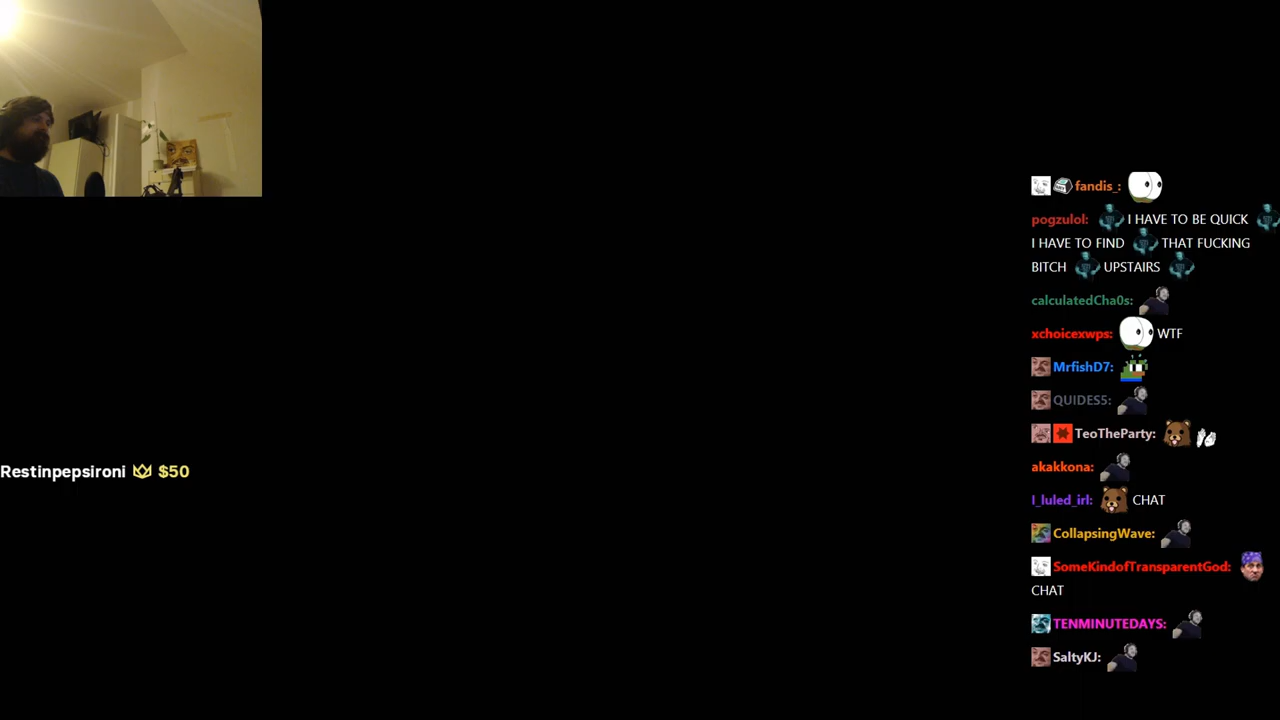 fandis_:
pogzulol: I HAVE TO BE QUICK
I HAVE TO FIND THAT FUCKING
BITCH UPSTAIRS
calculatedCha0s:
xchoicexwps: WTF
MrfishD7:
QUIDES5:
TeoTheParty:
akakkona:
Restinpepsironi $50
I_luled_irl: CHAT
CollapsingWave:
SomeKindofTransparentGod:
CHAT
TENMINUTEDAYS:
SaltyKJ: